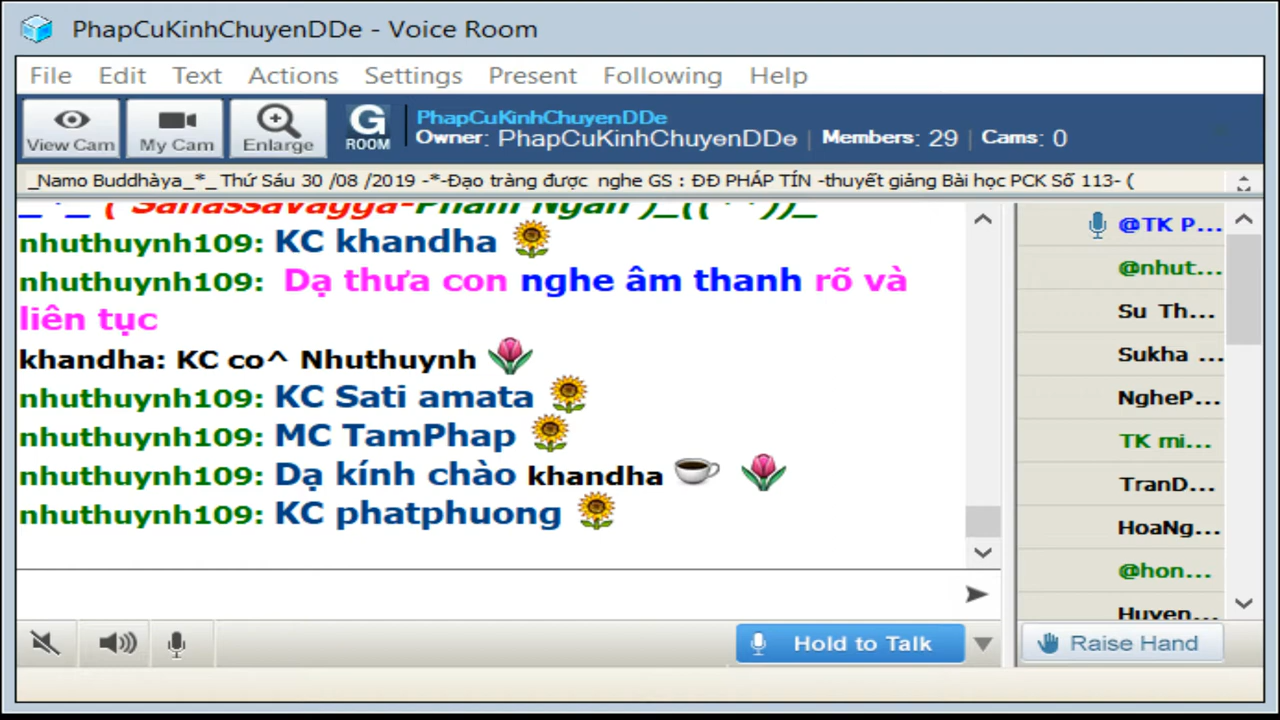 PhapCuKinhChuyenDDe - Voice Room
File Edit Text Actions Settings Present Following Help
View Cam My Cam Enlarge G ROOM
PhapCuKinhChuyenDDe
Owner: PhapCuKinhChuyenDDe | Members: 29 | Cams: 0
_Namo Buddhàya_*_ Thứ Sáu 30 /08 /2019 -*-Đạo tràng được nghe GS : ĐĐ PHÁP TÍN -thuyết giảng Bài học PCK Số 113- (
_*_ ( Sahassavagga-Phẩm Ngàn )_((**))_
nhuthuynh109: KC khandha
nhuthuynh109: Dạ thưa con nghe âm thanh rõ và
liên tục
khandha: KC co^ Nhuthuynh
nhuthuynh109: KC Sati amata
nhuthuynh109: MC TamPhap
nhuthuynh109: Dạ kính chào khandha
nhuthuynh109: KC phatphuong
@TK P...
@nhut...
Su Th...
Sukha ...
NgheP...
TK mi...
TranD...
HoaNg...
@hon...
Huyen...
Hold to Talk
Raise Hand